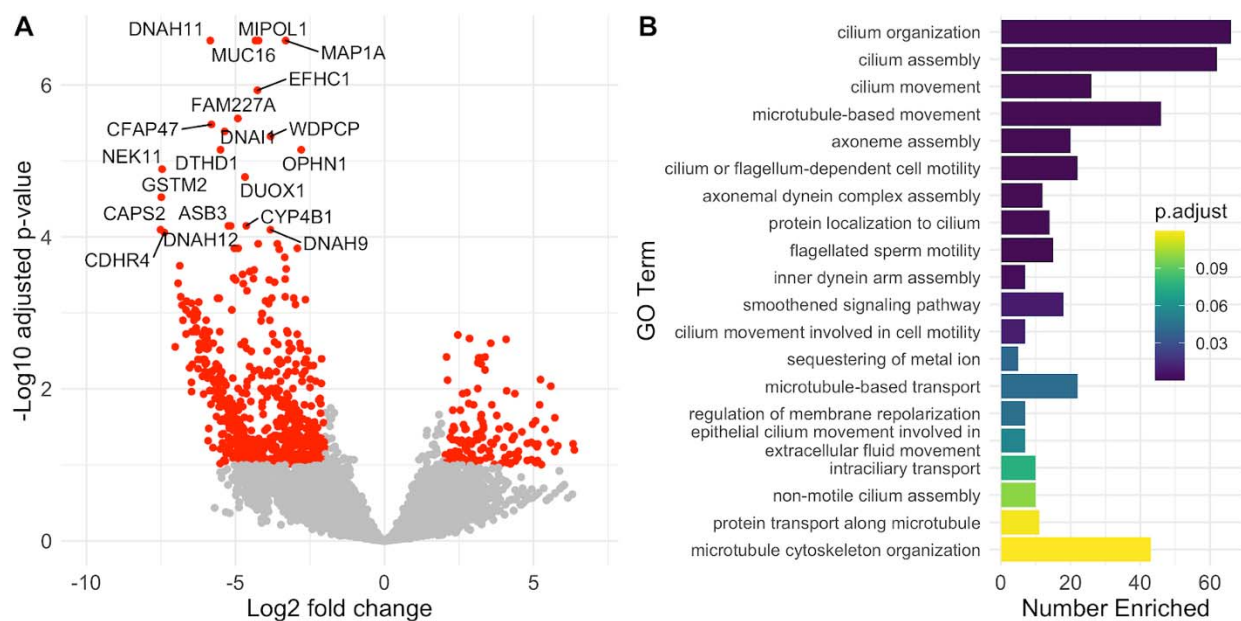 A
DNAH11
MIPOL1
MUC16
MAP1A
EFHC1
FAM227A
CFAP47
DNAI1
WDPCP
NEK11
DTHD1
OPHN1
GSTM2
DUOX1
CAPS2
ASB3
CYP4B1
DNAH12
DNAH9
CDHR4
-Log10 adjusted p-value
6
4
2
0
-10
-5
0
5
Log2 fold change
B
GO Term
cilium organization
cilium assembly
cilium movement
microtubule-based movement
axoneme assembly
cilium or flagellum-dependent cell motility
axonemal dynein complex assembly
protein localization to cilium
flagellated sperm motility
inner dynein arm assembly
smoothened signaling pathway
cilium movement involved in cell motility
sequestering of metal ion
microtubule-based transport
regulation of membrane repolarization
epithelial cilium movement involved in
extracellular fluid movement
intraciliary transport
non-motile cilium assembly
protein transport along microtubule
microtubule cytoskeleton organization
p.adjust
0.09
0.06
0.03
0
20
40
60
Number Enriched